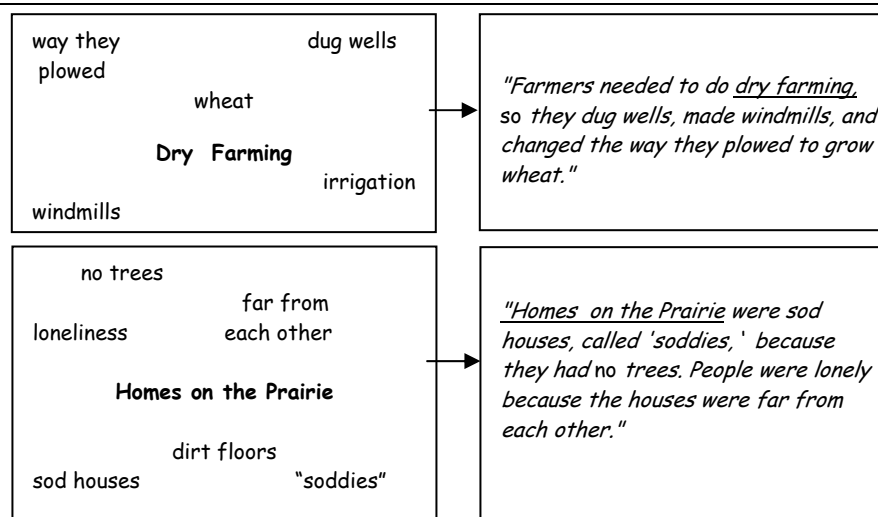 way they
plowed
dug wells
wheat
Dry Farming
irrigation
windmills
"Farmers needed to do dry farming,
so they dug wells, made windmills, and
changed the way they plowed to grow
wheat."
no trees
far from
each other
loneliness
Homes on the Prairie
dirt floors
sod houses
“soddies”
"Homes on the Prairie were sod
houses, called 'soddies, ' because
they had no trees. People were lonely
because the houses were far from
each other."